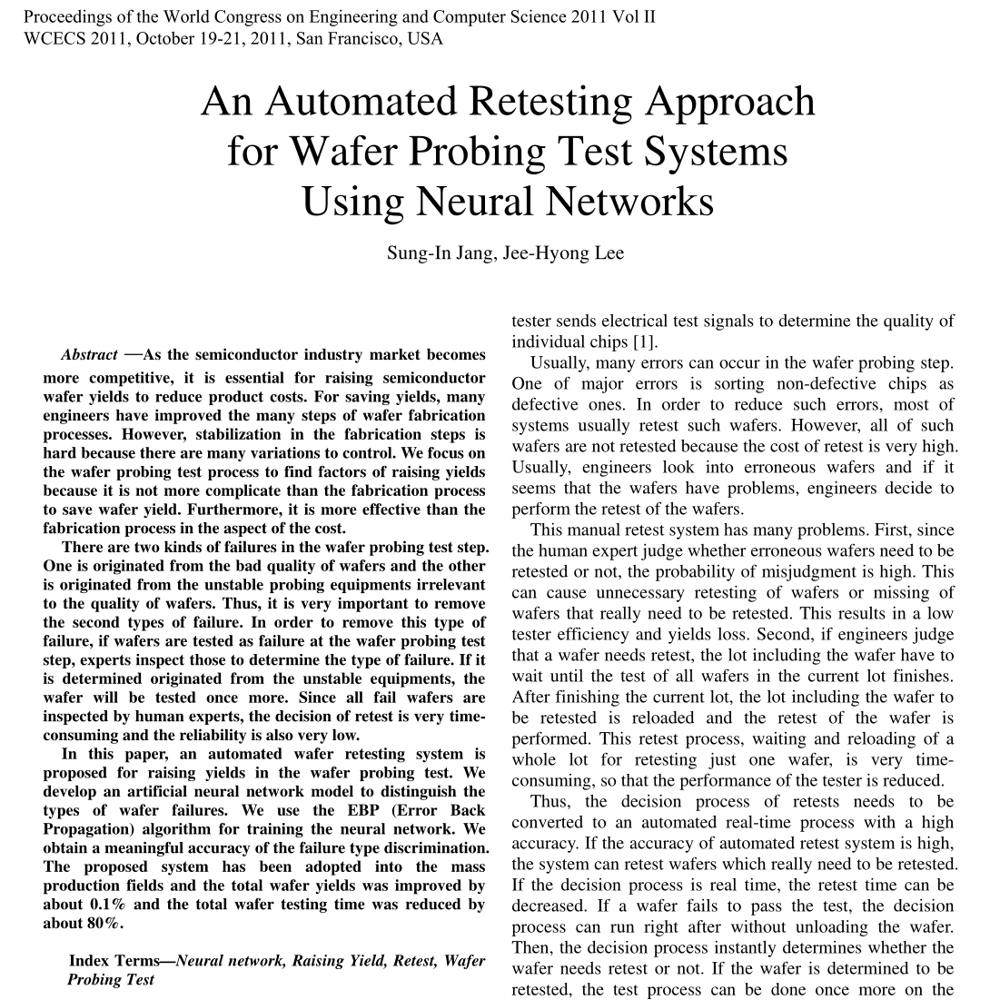 Proceedings of the World Congress on Engineering and Computer Science 2011 Vol II
WCECS 2011, October 19-21, 2011, San Francisco, USA
An Automated Retesting Approach
for Wafer Probing Test Systems
Using Neural Networks
Sung-In Jang, Jee-Hyong Lee
Abstract —As the semiconductor industry market becomes
more competitive, it is essential for raising semiconductor
wafer yields to reduce product costs. For saving yields, many
engineers have improved the many steps of wafer fabrication
processes. However, stabilization in the fabrication steps is
hard because there are many variations to control. We focus on
the wafer probing test process to find factors of raising yields
because it is not more complicate than the fabrication process
to save wafer yield. Furthermore, it is more effective than the
fabrication process in the aspect of the cost.
There are two kinds of failures in the wafer probing test step.
One is originated from the bad quality of wafers and the other
is originated from the unstable probing equipments irrelevant
to the quality of wafers. Thus, it is very important to remove
the second types of failure. In order to remove this type of
failure, if wafers are tested as failure at the wafer probing test
step, experts inspect those to determine the type of failure. If it
is determined originated from the unstable equipments, the
wafer will be tested once more. Since all fail wafers are
inspected by human experts, the decision of retest is very time-
consuming and the reliability is also very low.
In this paper, an automated wafer retesting system is
proposed for raising yields in the wafer probing test. We
develop an artificial neural network model to distinguish the
types of wafer failures. We use the EBP (Error Back
Propagation) algorithm for training the neural network. We
obtain a meaningful accuracy of the failure type discrimination.
The proposed system has been adopted into the mass
production fields and the total wafer yields was improved by
about 0.1% and the total wafer testing time was reduced by
about 80%.
Index Terms—Neural network, Raising Yield, Retest, Wafer
Probing Test
tester sends electrical test signals to determine the quality of
individual chips [1].
Usually, many errors can occur in the wafer probing step.
One of major errors is sorting non-defective chips as
defective ones. In order to reduce such errors, most of
systems usually retest such wafers. However, all of such
wafers are not retested because the cost of retest is very high.
Usually, engineers look into erroneous wafers and if it
seems that the wafers have problems, engineers decide to
perform the retest of the wafers.
This manual retest system has many problems. First, since
the human expert judge whether erroneous wafers need to be
retested or not, the probability of misjudgment is high. This
can cause unnecessary retesting of wafers or missing of
wafers that really need to be retested. This results in a low
tester efficiency and yields loss. Second, if engineers judge
that a wafer needs retest, the lot including the wafer have to
wait until the test of all wafers in the current lot finishes.
After finishing the current lot, the lot including the wafer to
be retested is reloaded and the retest of the wafer is
performed. This retest process, waiting and reloading of a
whole lot for retesting just one wafer, is very time-
consuming, so that the performance of the tester is reduced.
Thus, the decision process of retests needs to be
converted to an automated real-time process with a high
accuracy. If the accuracy of automated retest system is high,
the system can retest wafers which really need to be retested.
If the decision process is real time, the retest time can be
decreased. If a wafer fails to pass the test, the decision
process can run right after without unloading the wafer.
Then, the decision process instantly determines whether the
wafer needs retest or not. If the wafer is determined to be
retested, the test process can be done once more on the